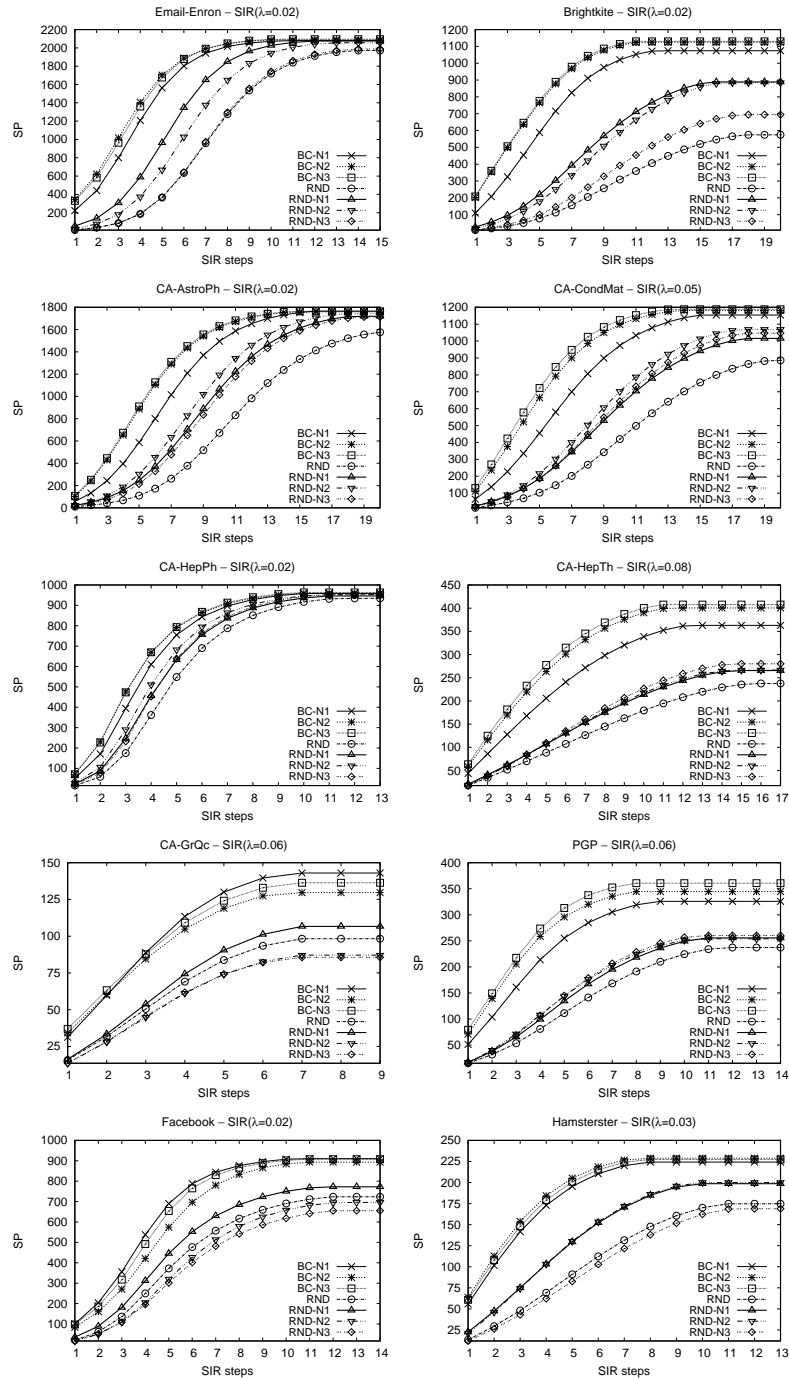 Email-Enron – SIR(λ=0.02)
2200
2000
1800
1600
1400
1200
1000
800
600
400
200
SP
BC-N1
BC-N2
BC-N3
RND
RND-N1
RND-N2
RND-N3
1 2 3 4 5 6 7 8 9 10 11 12 13 14 15
SIR steps
Brightkite – SIR(λ=0.02)
1200
1100
1000
900
800
700
600
500
400
300
200
100
SP
BC-N1
BC-N2
BC-N3
RND
RND-N1
RND-N2
RND-N3
1 3 5 7 9 11 13 15 17 19
SIR steps
CA-AstroPh – SIR(λ=0.02)
1800
1600
1400
1200
1000
800
600
400
200
0
SP
BC-N1
BC-N2
BC-N3
RND
RND-N1
RND-N2
RND-N3
1 3 5 7 9 11 13 15 17 19
SIR steps
CA-CondMat – SIR(λ=0.05)
1200
1100
1000
900
800
700
600
500
400
300
200
100
SP
BC-N1
BC-N2
BC-N3
RND
RND-N1
RND-N2
RND-N3
1 3 5 7 9 11 13 15 17 19
SIR steps
CA-HepPh – SIR(λ=0.02)
1000
900
800
700
600
500
400
300
200
100
SP
BC-N1
BC-N2
BC-N3
RND
RND-N1
RND-N2
RND-N3
1 2 3 4 5 6 7 8 9 10 11 12 13
SIR steps
CA-HepTh – SIR(λ=0.08)
450
400
350
300
250
200
150
100
50
SP
BC-N1
BC-N2
BC-N3
RND
RND-N1
RND-N2
RND-N3
1 2 3 4 5 6 7 8 9 10 11 12 13 14 15 16 17
SIR steps
CA-GrQc – SIR(λ=0.06)
150
125
100
75
50
25
SP
BC-N1
BC-N2
BC-N3
RND
RND-N1
RND-N2
RND-N3
1 2 3 4 5 6 7 8 9
SIR steps
PGP – SIR(λ=0.06)
400
350
300
250
200
150
100
50
SP
BC-N1
BC-N2
BC-N3
RND
RND-N1
RND-N2
RND-N3
1 2 3 4 5 6 7 8 9 10 11 12 13 14
SIR steps
Facebook – SIR(λ=0.02)
1000
900
800
700
600
500
400
300
200
100
SP
BC-N1
BC-N2
BC-N3
RND
RND-N1
RND-N2
RND-N3
1 2 3 4 5 6 7 8 9 10 11 12 13 14
SIR steps
Hamsterster – SIR(λ=0.03)
250
225
200
175
150
125
100
75
50
25
SP
BC-N1
BC-N2
BC-N3
RND
RND-N1
RND-N2
RND-N3
1 2 3 4 5 6 7 8 9 10 11 12 13 14
SIR steps